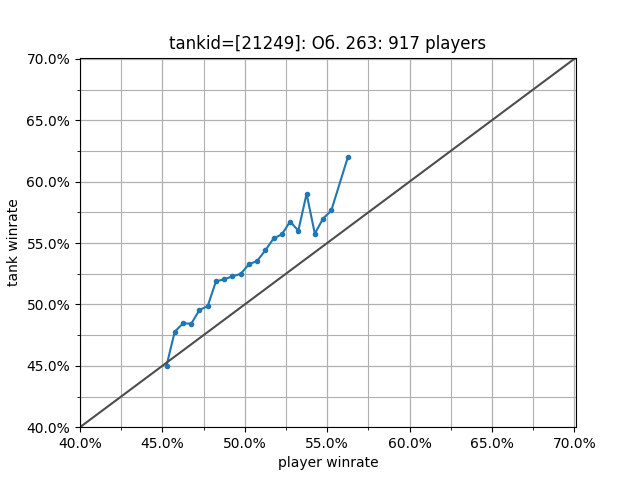 tankid=[21249]: Об. 263: 917 players
70.0%
65.0%
60.0%
55.0%
50.0%
45.0%
40.0%
tank winrate
40.0% 45.0% 50.0% 55.0% 60.0% 65.0% 70.0%
player winrate